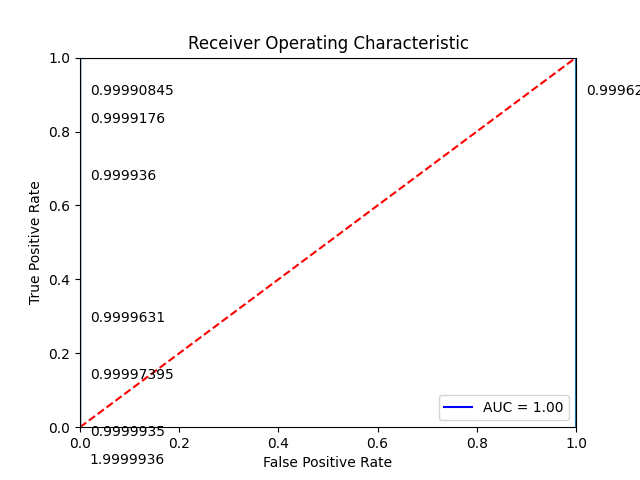 Receiver Operating Characteristic
1.0
0.99990845
0.99962
0.9999176
0.8
0.999936
0.6
True Positive Rate
0.4
0.9999631
0.2
0.99997395
AUC = 1.00
0.0
0.9999935
0.0 0.2 0.4 0.6 0.8 1.0
1.9999936
False Positive Rate